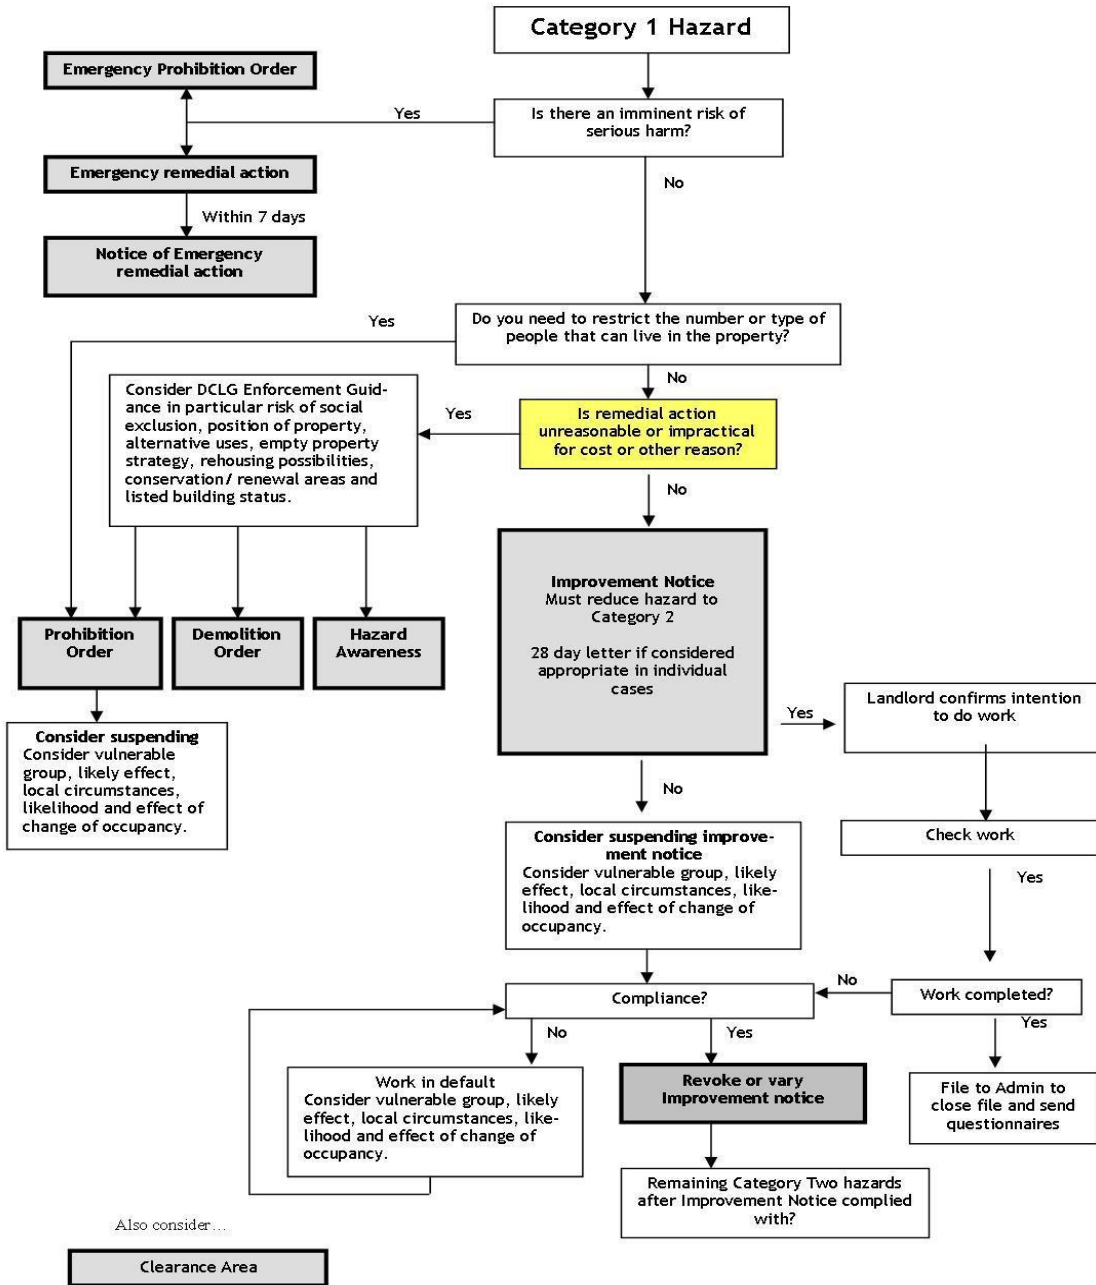 Category 1 Hazard
Emergency Prohibition Order
Yes
Is there an imminent risk of
serious harm?
Emergency remedial action
No
Within 7 days
Notice of Emergency
remedial action
Yes
Do you need to restrict the number or type of
people that can live in the property?
No
Consider DCLG Enforcement Guid-
ance in particular risk of social
exclusion, position of property,
alternative uses, empty property
strategy, rehousing possibilities,
conservation/ renewal areas and
listed building status.
Yes
Is remedial action
unreasonable or impractical
for cost or other reason?
No
Improvement Notice
Must reduce hazard to
Category 2
28 day letter if considered
appropriate in individual
cases
Prohibition
Order
Demolition
Order
Hazard
Awareness
Yes
Landlord confirms intention
to do work
Consider suspending
Consider vulnerable
group, likely effect,
local circumstances,
likelihood and effect of
change of occupancy.
No
Check work
Consider suspending improve-
ment notice
Consider vulnerable group, likely
effect, local circumstances, like-
lihood and effect of change of
occupancy.
Yes
Compliance?
No
Work completed?
Yes
No
Yes
Work in default
Consider vulnerable group, likely
effect, local circumstances, like-
lihood and effect of change of
occupancy.
Revoke or vary
Improvement notice
File to Admin to
close file and send
questionnaires
Remaining Category Two hazards
after Improvement Notice complied
with?
Also consider...
Clearance Area